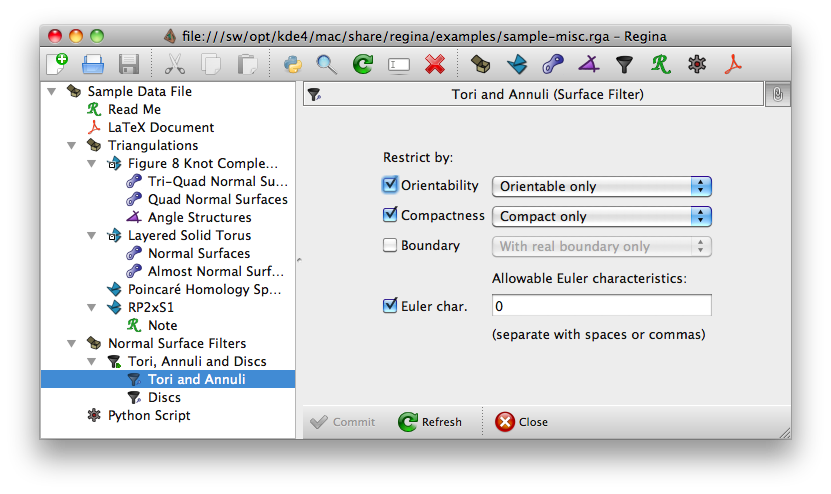 file:///sw/opt/kde4/mac/share/regina/examples/sample-misc.rga – Regina
Sample Data File
Read Me
LaTeX Document
Triangulations
Figure 8 Knot Comple...
Tri-Quad Normal Su...
Quad Normal Surfaces
Angle Structures
Layered Solid Torus
Normal Surfaces
Almost Normal Surf...
Poincaré Homology Sp...
RP2xS1
Note
Normal Surface Filters
Tori, Annuli and Discs
Tori and Annuli
Discs
Python Script
Tori and Annuli (Surface Filter)
Restrict by:
Orientability Orientable only
Compactness Compact only
Boundary With real boundary only
Allowable Euler characteristics:
Euler char. 0
(separate with spaces or commas)
Commit Refresh Close